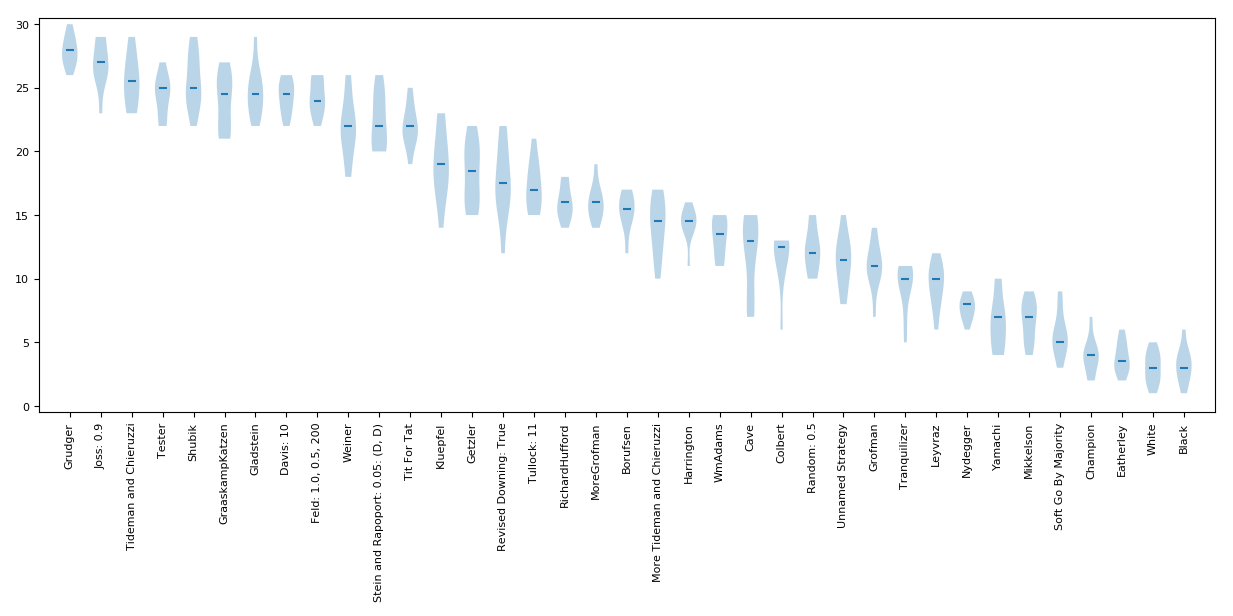 30
25
20
15
10
5
0
Grudger
Joss: 0.9
Tideman and Chieruzzi
Tester
Shubik
GraaskampKatzen
Gladstein
Davis: 10
Feld: 1.0, 0.5, 200
Weiner
Stein and Rapoport: 0.05: (D, D)
Tit For Tat
Kluepfel
Getzler
Revised Downing: True
Tullock: 11
RichardHufford
MoreGrofman
Borufsen
More Tideman and Chieruzzi
Harrington
WmAdams
Cave
Colbert
Random: 0.5
Unnamed Strategy
Grofman
Tranquilizer
Leyvraz
Nydegger
Yamachi
Mikkelson
Soft Go By Majority
Champion
Eatherley
White
Black